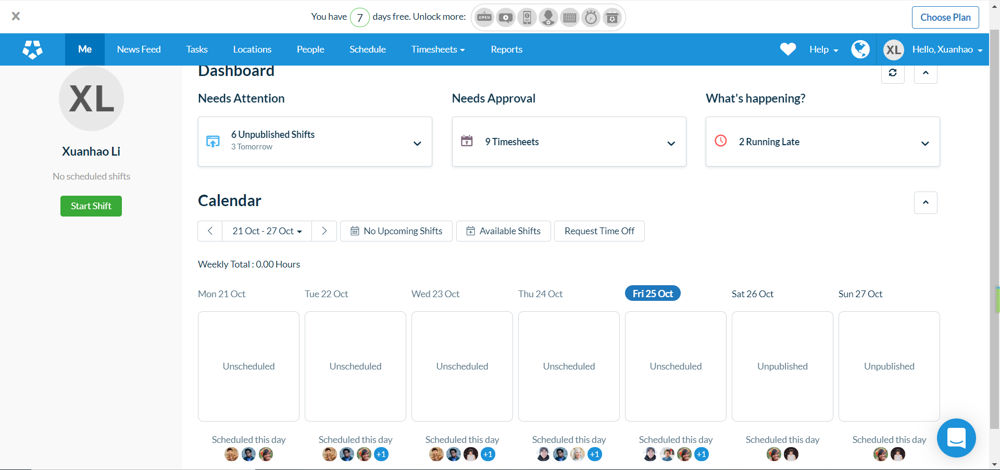 You have 7 days free. Unlock more:
OPEN
Choose Plan
Me
News Feed
Tasks
Locations
People
Schedule
Timesheets
Reports
Help
XL
Hello, Xuanhao
XL
Xuanhao Li
No scheduled shifts
Start Shift
Dashboard
Needs Attention
Needs Approval
What's happening?
6 Unpublished Shifts
3 Tomorrow
9 Timesheets
2 Running Late
Calendar
21 Oct - 27 Oct
No Upcoming Shifts
Available Shifts
Request Time Off
Weekly Total : 0.00 Hours
Mon 21 Oct
Tue 22 Oct
Wed 23 Oct
Thu 24 Oct
Fri 25 Oct
Sat 26 Oct
Sun 27 Oct
Unscheduled
Unscheduled
Unscheduled
Unscheduled
Unscheduled
Unpublished
Unpublished
Scheduled this day
Scheduled this day
Scheduled this day
Scheduled this day
Scheduled this day
Scheduled this day
Scheduled this day
+1
+1
+1
+1